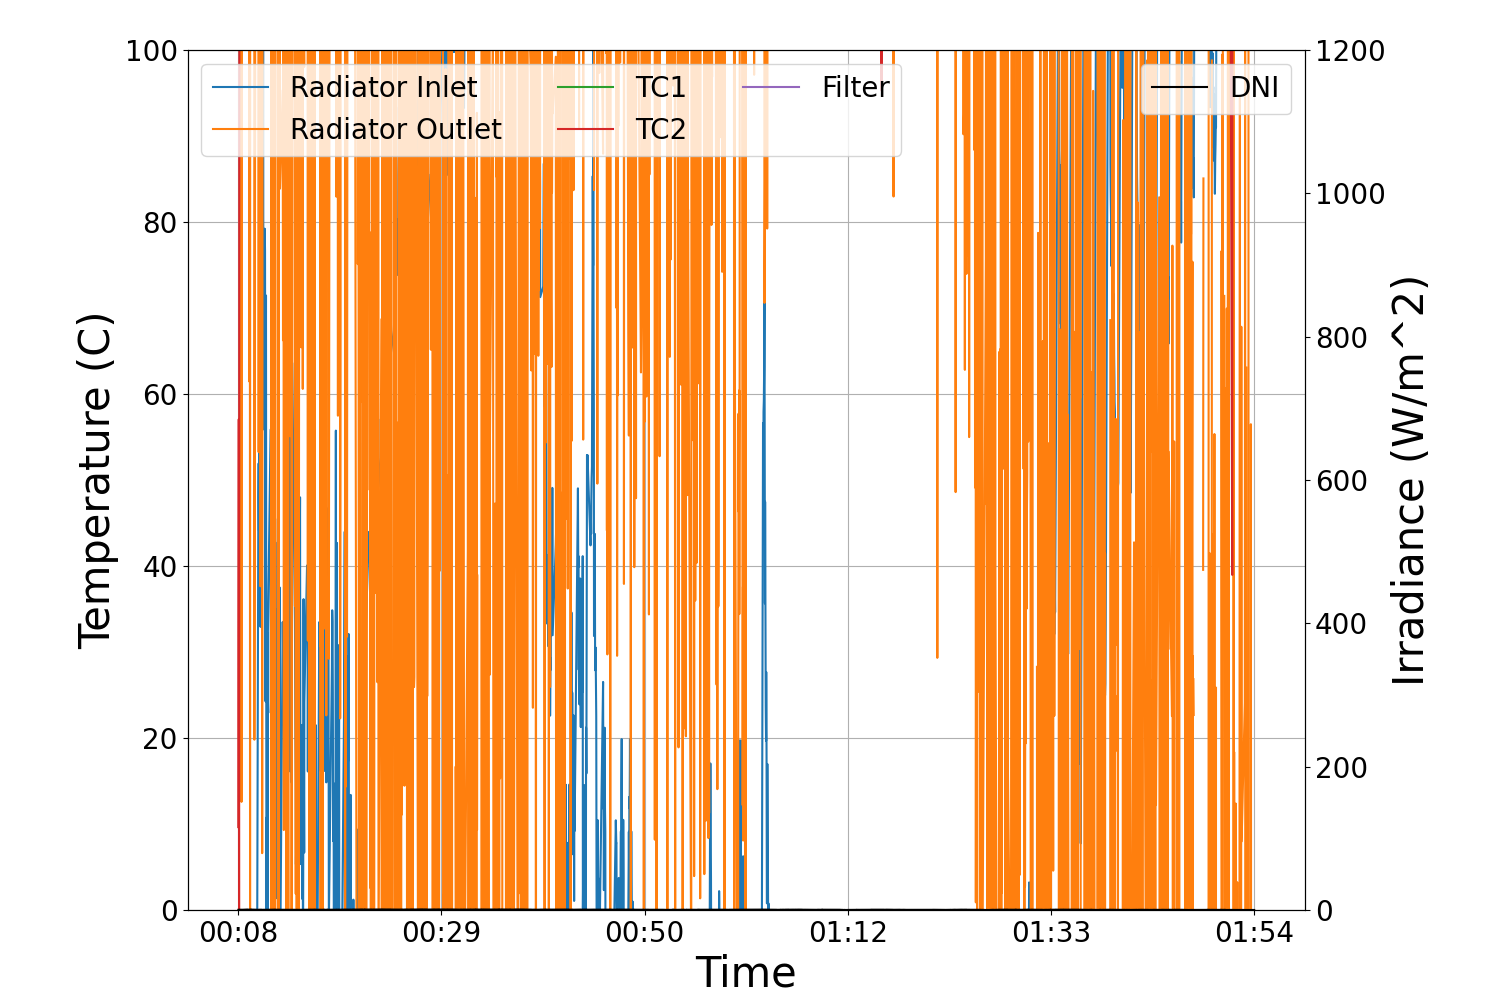 Radiator Inlet
Radiator Outlet
TC1
TC2
Filter
DNI
100
80
60
40
20
0
Temperature (C)
1200
1000
800
600
400
200
0
Irradiance (W/m^2)
00:08
00:29
00:50
01:12
01:33
01:54
Time